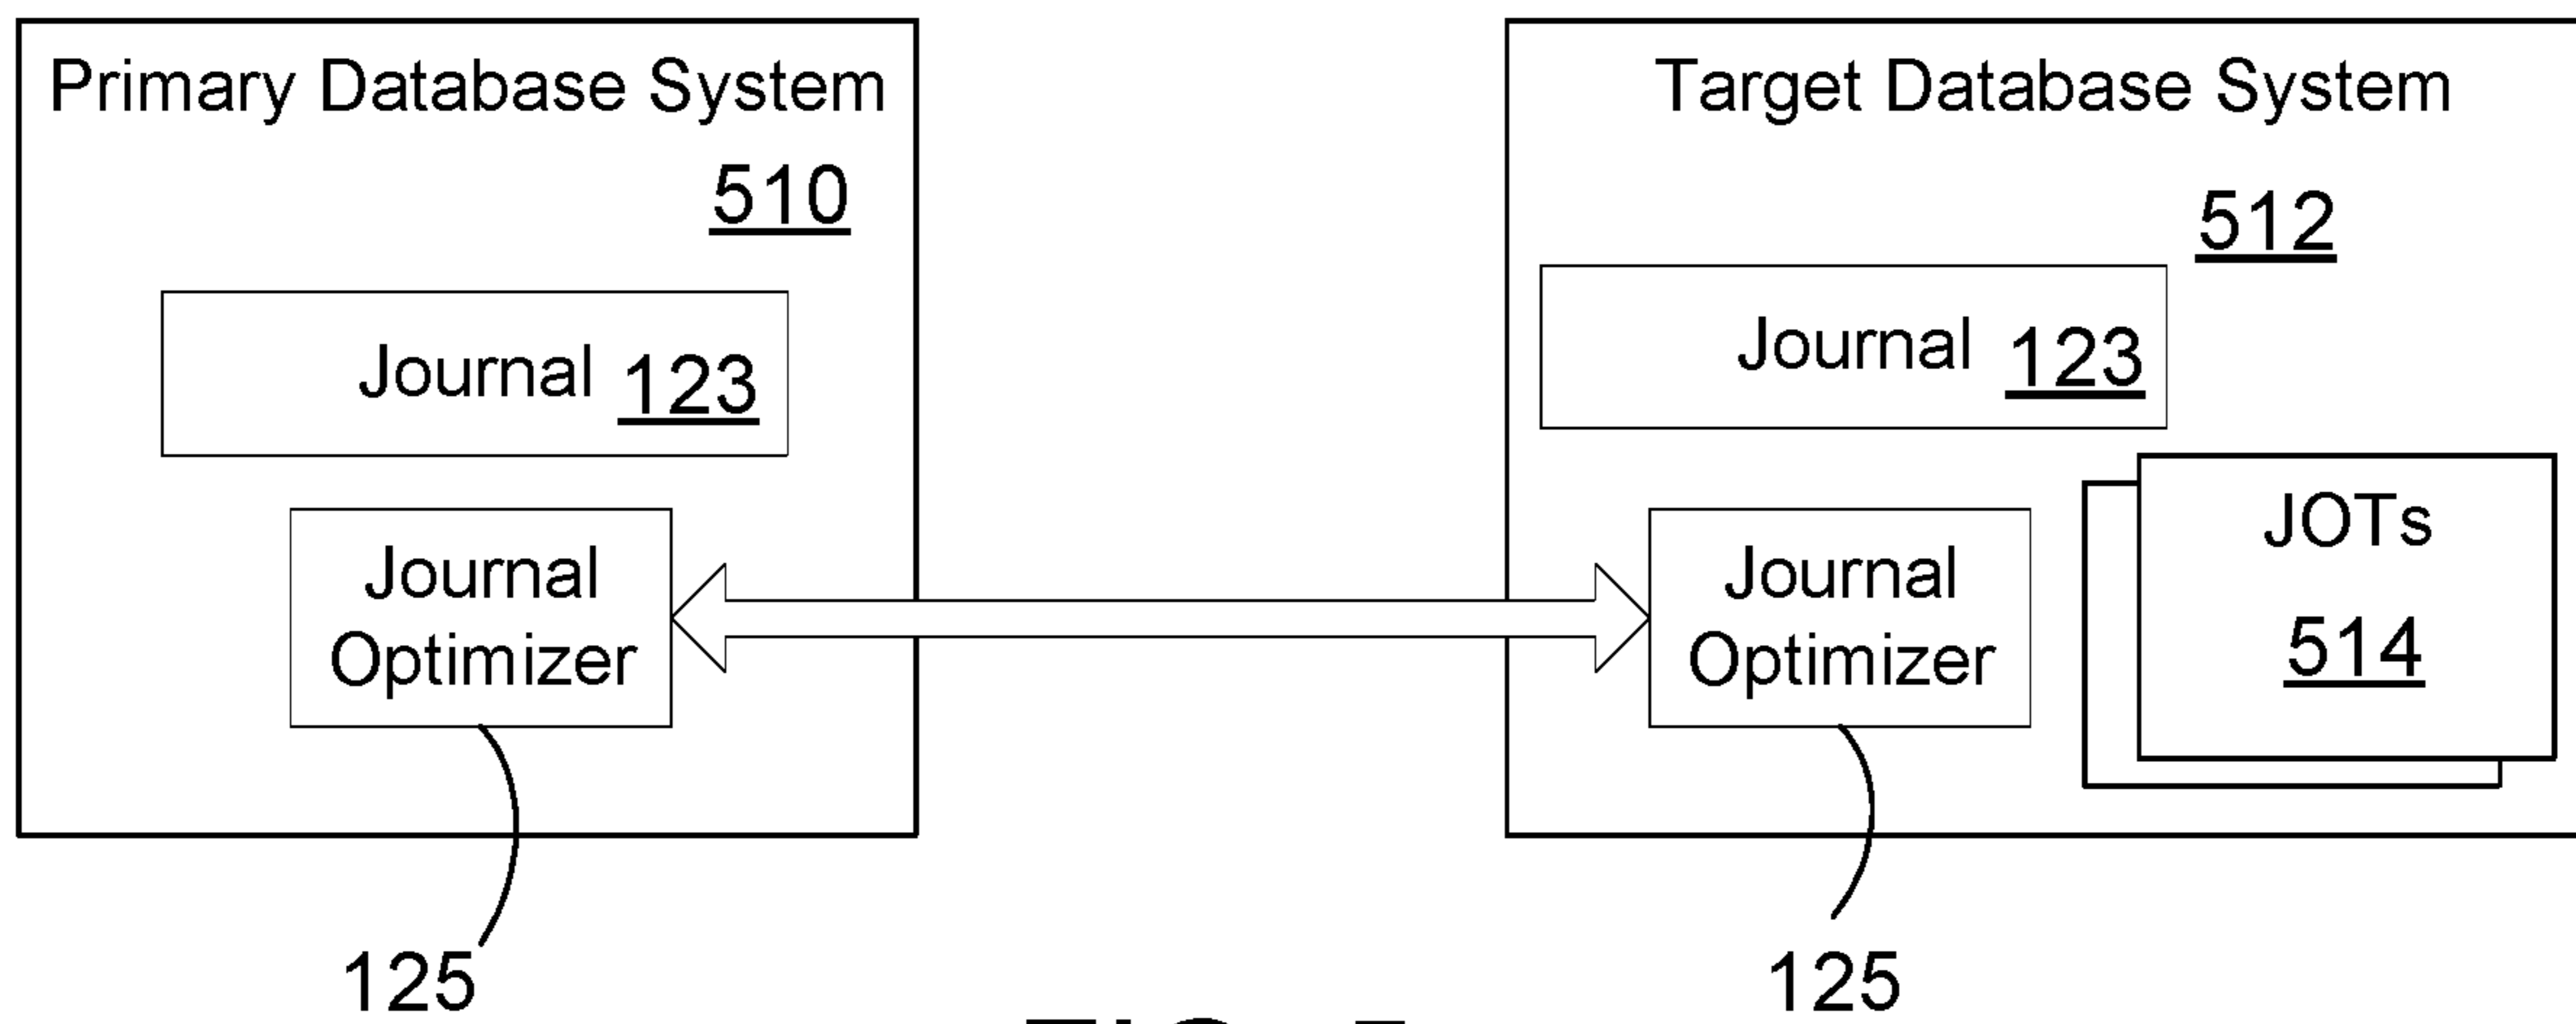 Primary Database System
510
Journal 123
Journal
Optimizer
125
Target Database System
512
Journal 123
Journal
Optimizer
JOTs
514
125